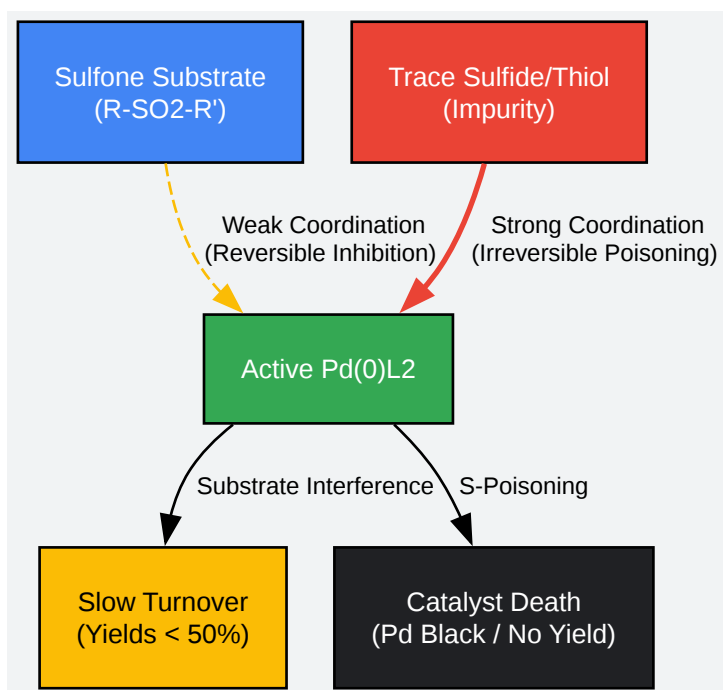 Sulfone Substrate
(R-SO2-R')
Trace Sulfide/Thiol
(Impurity)
Weak Coordination
(Reversible Inhibition)
Strong Coordination
(Irreversible Poisoning)
Active Pd(0)L2
Substrate Interference
S-Poisoning
Slow Turnover
(Yields < 50%)
Catalyst Death
(Pd Black / No Yield)